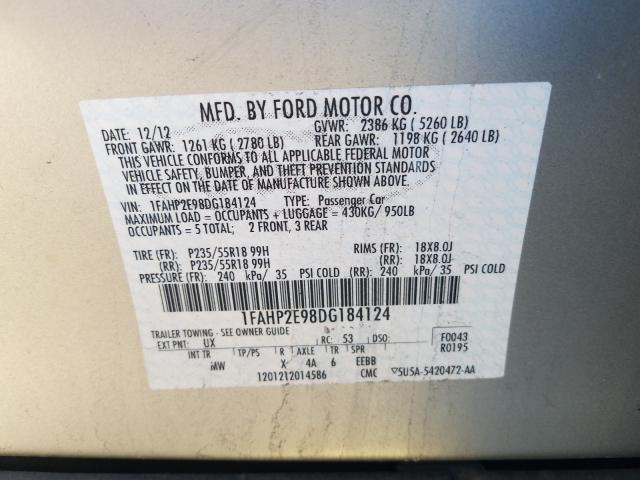 MFD. BY FORD MOTOR CO.
DATE: 12/12 GVWR: 2386 KG ( 5260 LB)
FRONT GAWR: 1261 KG ( 2780 LB) REAR GAWR: 1198 KG ( 2640 LB)
THIS VEHICLE CONFORMS TO ALL APPLICABLE FEDERAL MOTOR
VEHICLE SAFETY, BUMPER, AND THEFT PREVENTION STANDARDS
IN EFFECT ON THE DATE OF MANUFACTURE SHOWN ABOVE.
VIN: 1FAHP2E98DG184124 TYPE: Passenger Car
MAXIMUM LOAD = OCCUPANTS + LUGGAGE = 430KG/ 950LB
OCCUPANTS = 5 TOTAL; 2 FRONT, 3 REAR
TIRE (FR): P235/55R18 99H RIMS (FR): 18X8.0J
(RR): P235/55R18 99H (RR): 18X8.0J
PRESSURE (FR): 240 kPa/ 35 PSI COLD (RR): 240 kPa/ 35 PSI COLD
1FAHP2E98DG184124
TRAILER TOWING - SEE OWNER GUIDE
EXT PNT: UX RC: 53 DSO: F0043
R0195
INT TR TP/PS R AXLE TR SPR
MW X 4A 6 EEBB
1201212014586 CMC ▽5U5A-5420472-AA